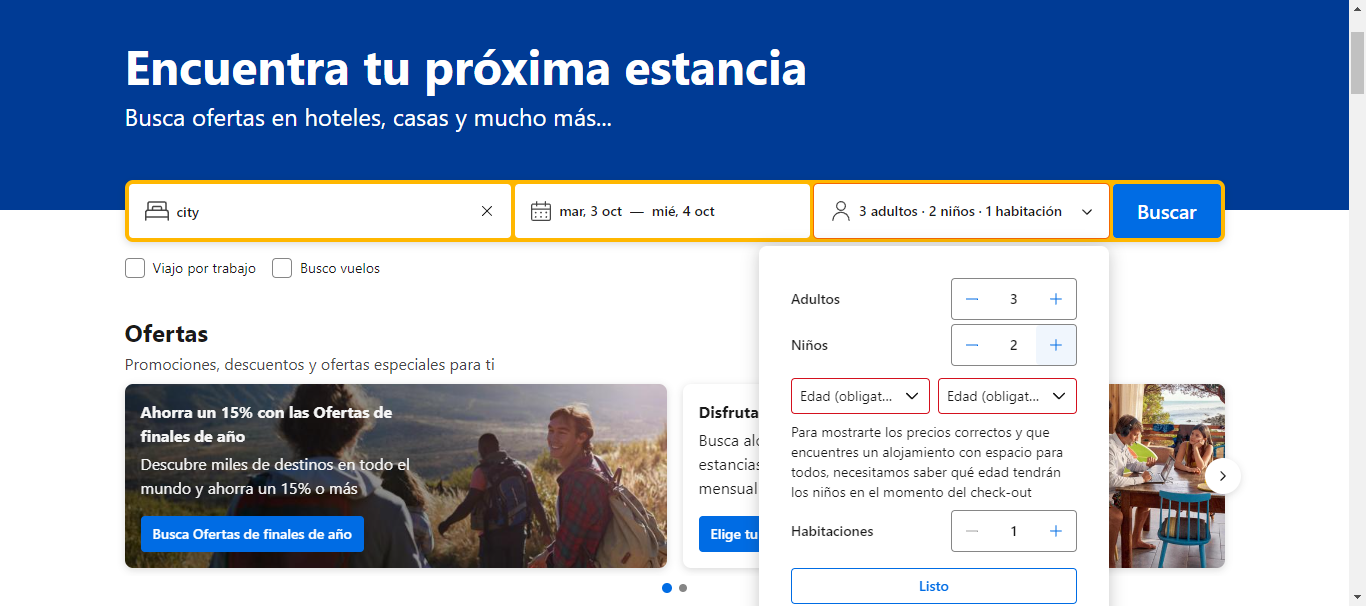 Encuentra tu próxima estancia
Busca ofertas en hoteles, casas y mucho más...
city
mar, 3 oct — mié, 4 oct
3 adultos · 2 niños · 1 habitación
Buscar
Viajo por trabajo
Busco vuelos
Adultos
3
Niños
2
Edad (obligat...
Edad (obligat...
Para mostrarte los precios correctos y que
encuentres un alojamiento con espacio para
todos, necesitamos saber qué edad tendrán
los niños en el momento del check-out
Habitaciones
1
Listo
Ofertas
Promociones, descuentos y ofertas especiales para ti
Ahorra un 15% con las Ofertas de
finales de año
Descubre miles de destinos en todo el
mundo y ahorra un 15% o más
Busca Ofertas de finales de año
Disfruta
Busca
estancias
mensual
Elige tu